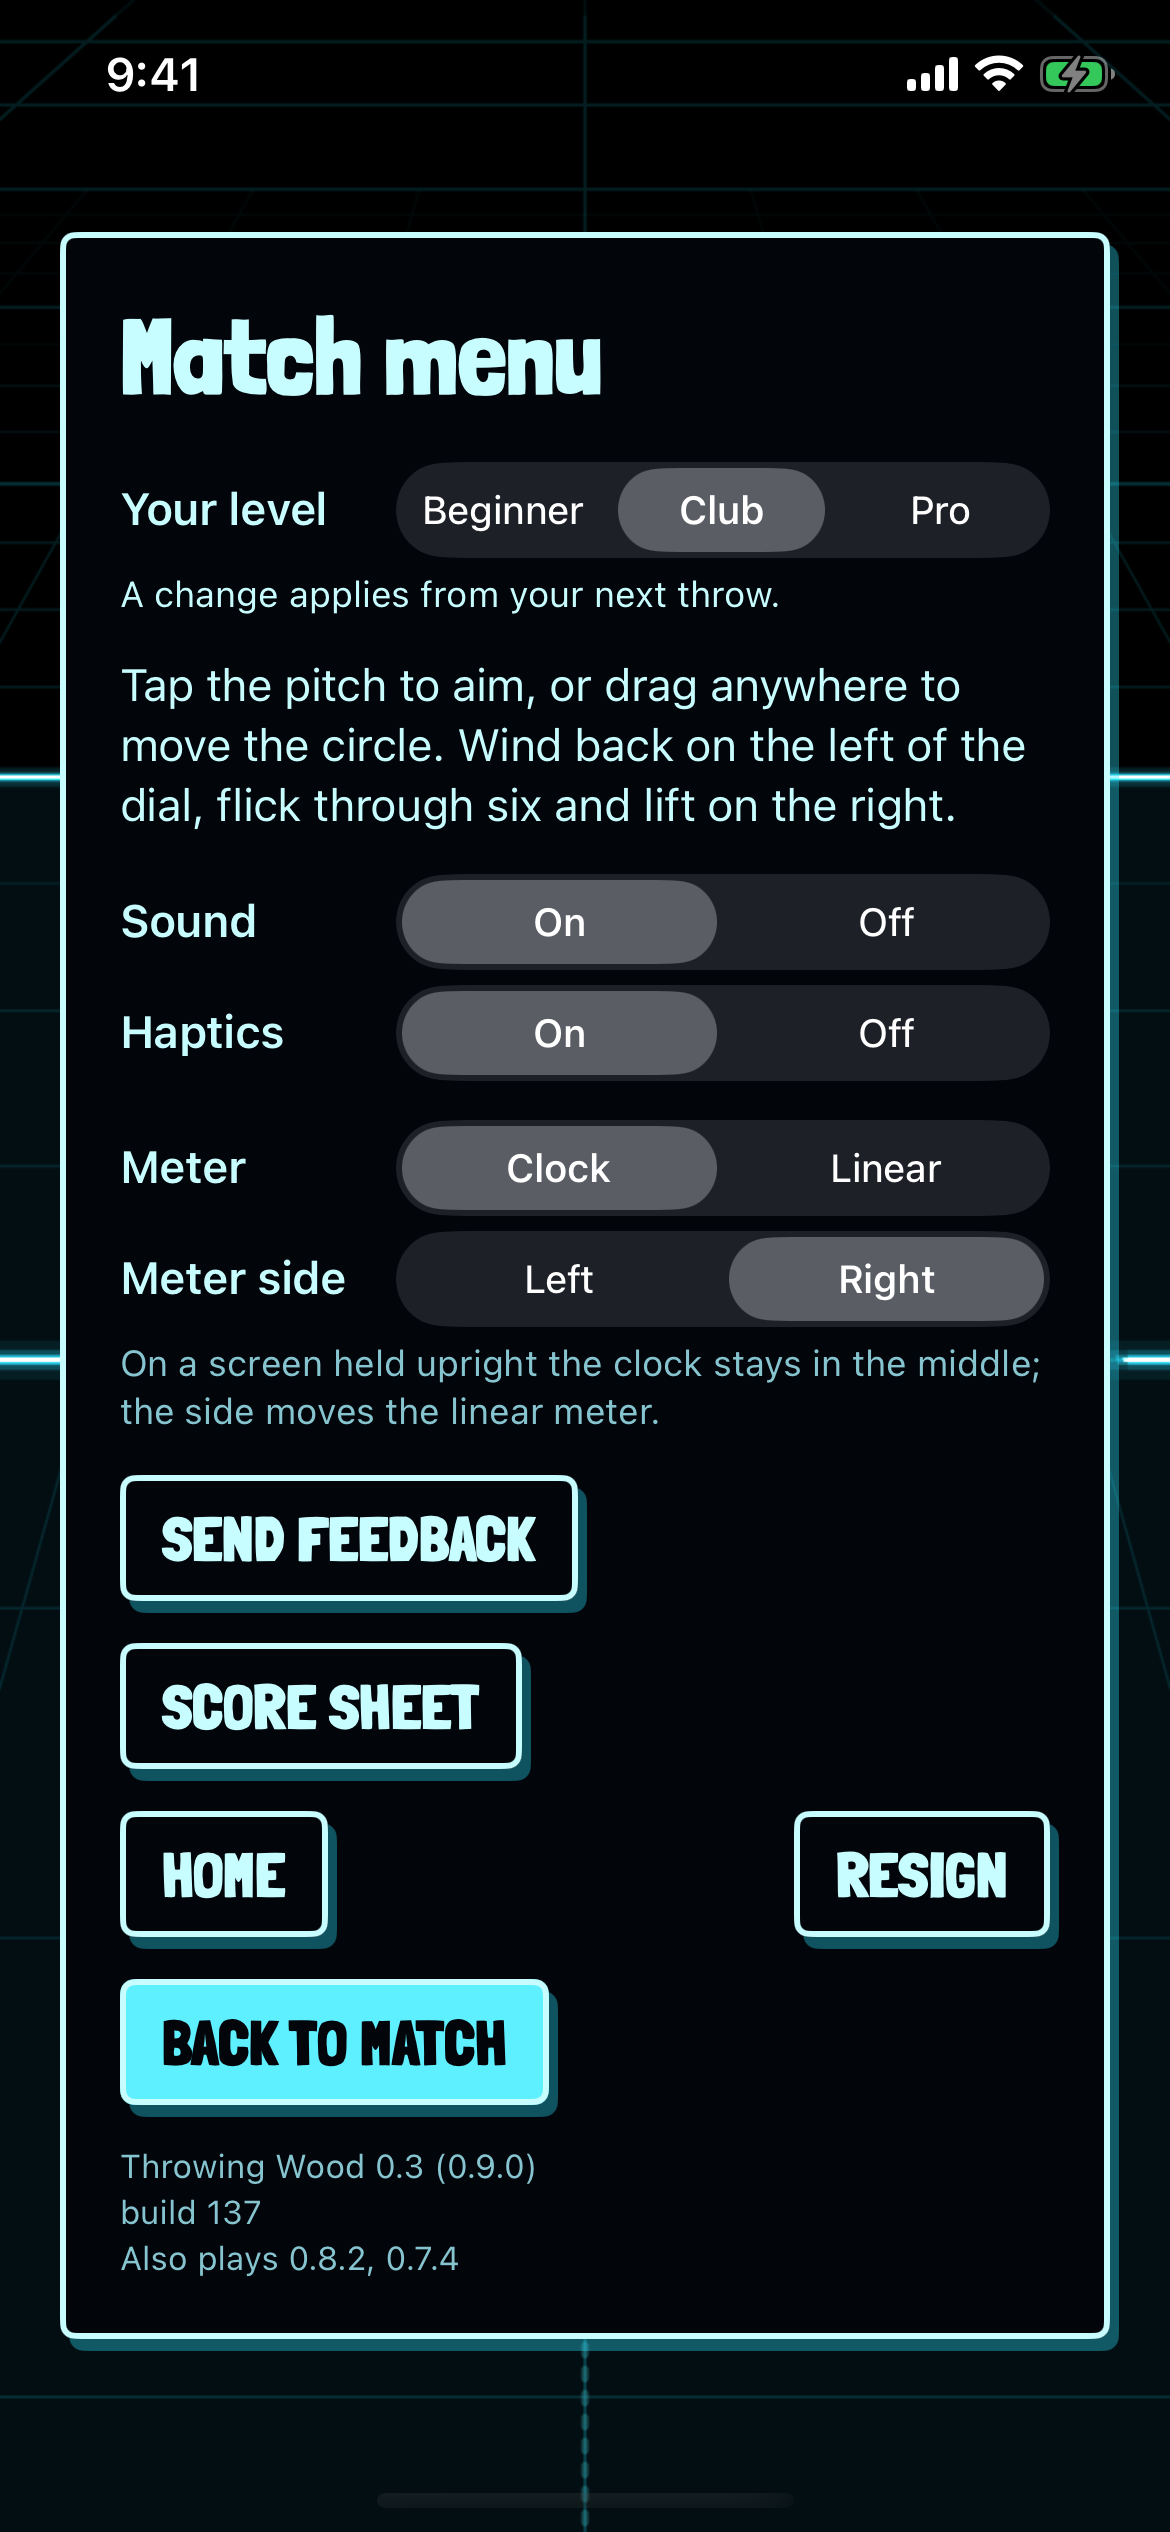 9:41
Match menu
Your level Beginner Club Pro
A change applies from your next throw.
Tap the pitch to aim, or drag anywhere to
move the circle. Wind back on the left of the
dial, flick through six and lift on the right.
Sound On Off
Haptics On Off
Meter Clock Linear
Meter side Left Right
On a screen held upright the clock stays in the middle;
the side moves the linear meter.
SEND FEEDBACK
SCORE SHEET
HOME RESIGN
BACK TO MATCH
Throwing Wood 0.3 (0.9.0)
build 137
Also plays 0.8.2, 0.7.4